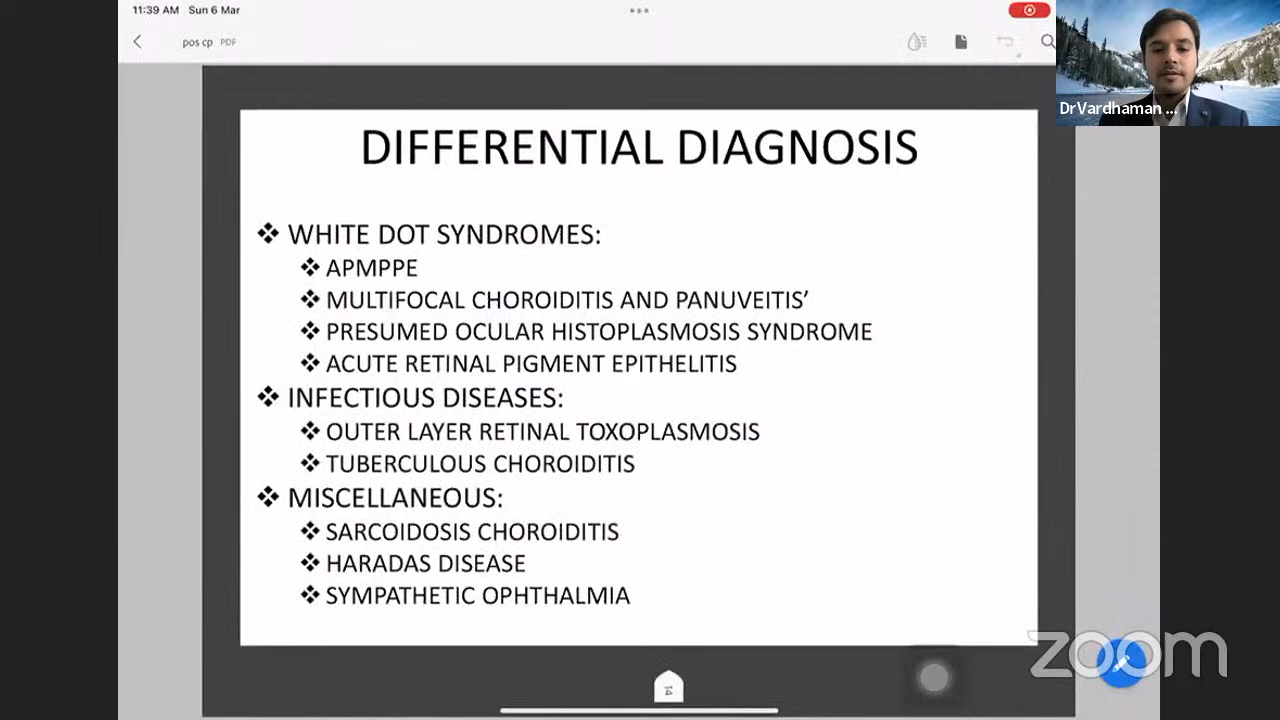 11:39 AM Sun 6 Mar
pos cp PDF
DrVardhaman ...
DIFFERENTIAL DIAGNOSIS
❖ WHITE DOT SYNDROMES:
❖ APMPPE
❖ MULTIFOCAL CHOROIDITIS AND PANUVEITIS’
❖ PRESUMED OCULAR HISTOPLASMOSIS SYNDROME
❖ ACUTE RETINAL PIGMENT EPITHELITIS
❖ INFECTIOUS DISEASES:
❖ OUTER LAYER RETINAL TOXOPLASMOSIS
❖ TUBERCULOUS CHOROIDITIS
❖ MISCELLANEOUS:
❖ SARCOIDOSIS CHOROIDITIS
❖ HARADAS DISEASE
❖ SYMPATHETIC OPHTHALMIA
zoom
14